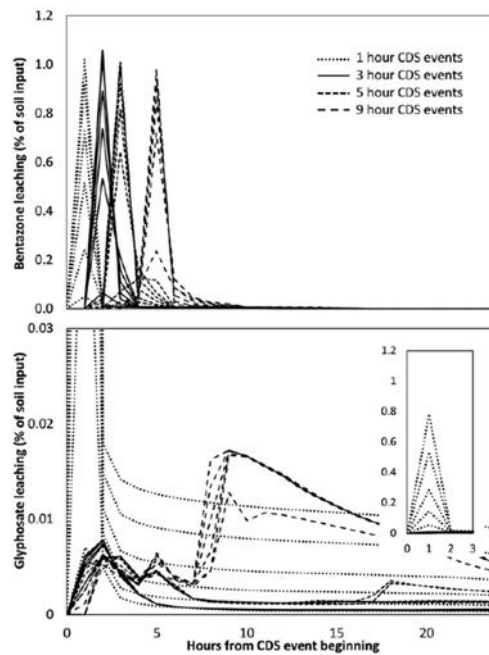 Bentazone leaching (% of soil input)
1.2
1.0
0.8
0.6
0.4
0.2
0.0
1 hour CDS events
3 hour CDS events
5 hour CDS events
9 hour CDS events
Glyphosate leaching (% of soil input)
0.03
0.02
0.01
0
1.2
1
0.8
0.6
0.4
0.2
0
0 1 2 3
0 5 10 15 20
Hours from CDS event beginning